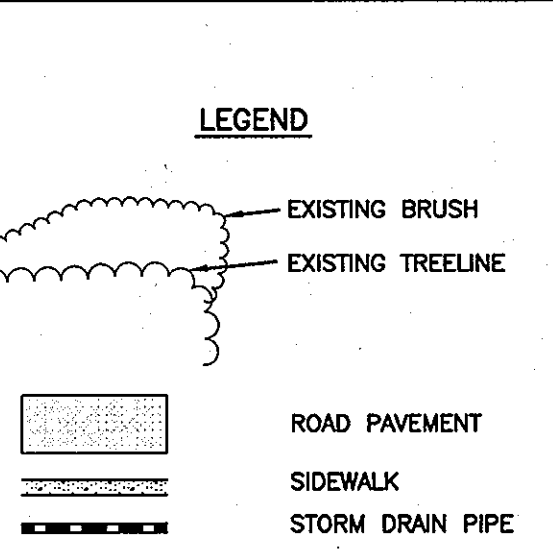 LEGEND
EXISTING BRUSH
EXISTING TREELINE
ROAD PAVEMENT
SIDEWALK
STORM DRAIN PIPE